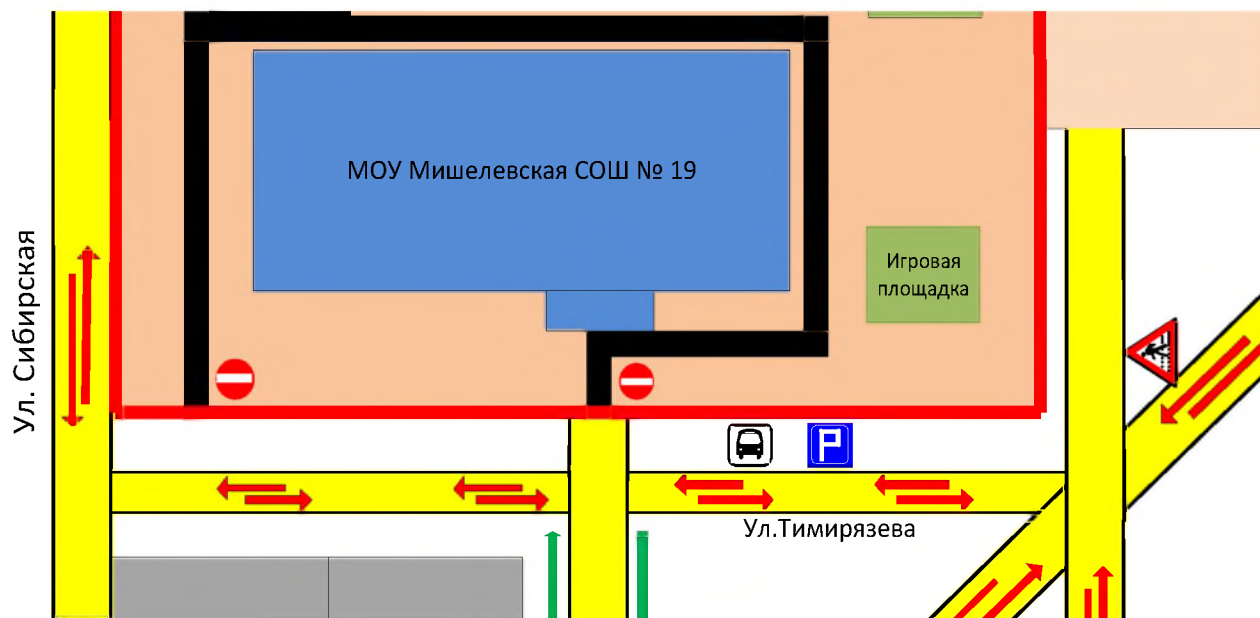 МОУ Мишелевская СОШ № 19
Игровая
площадка
Ул. Сибирская
P
Ул.Тимирязева